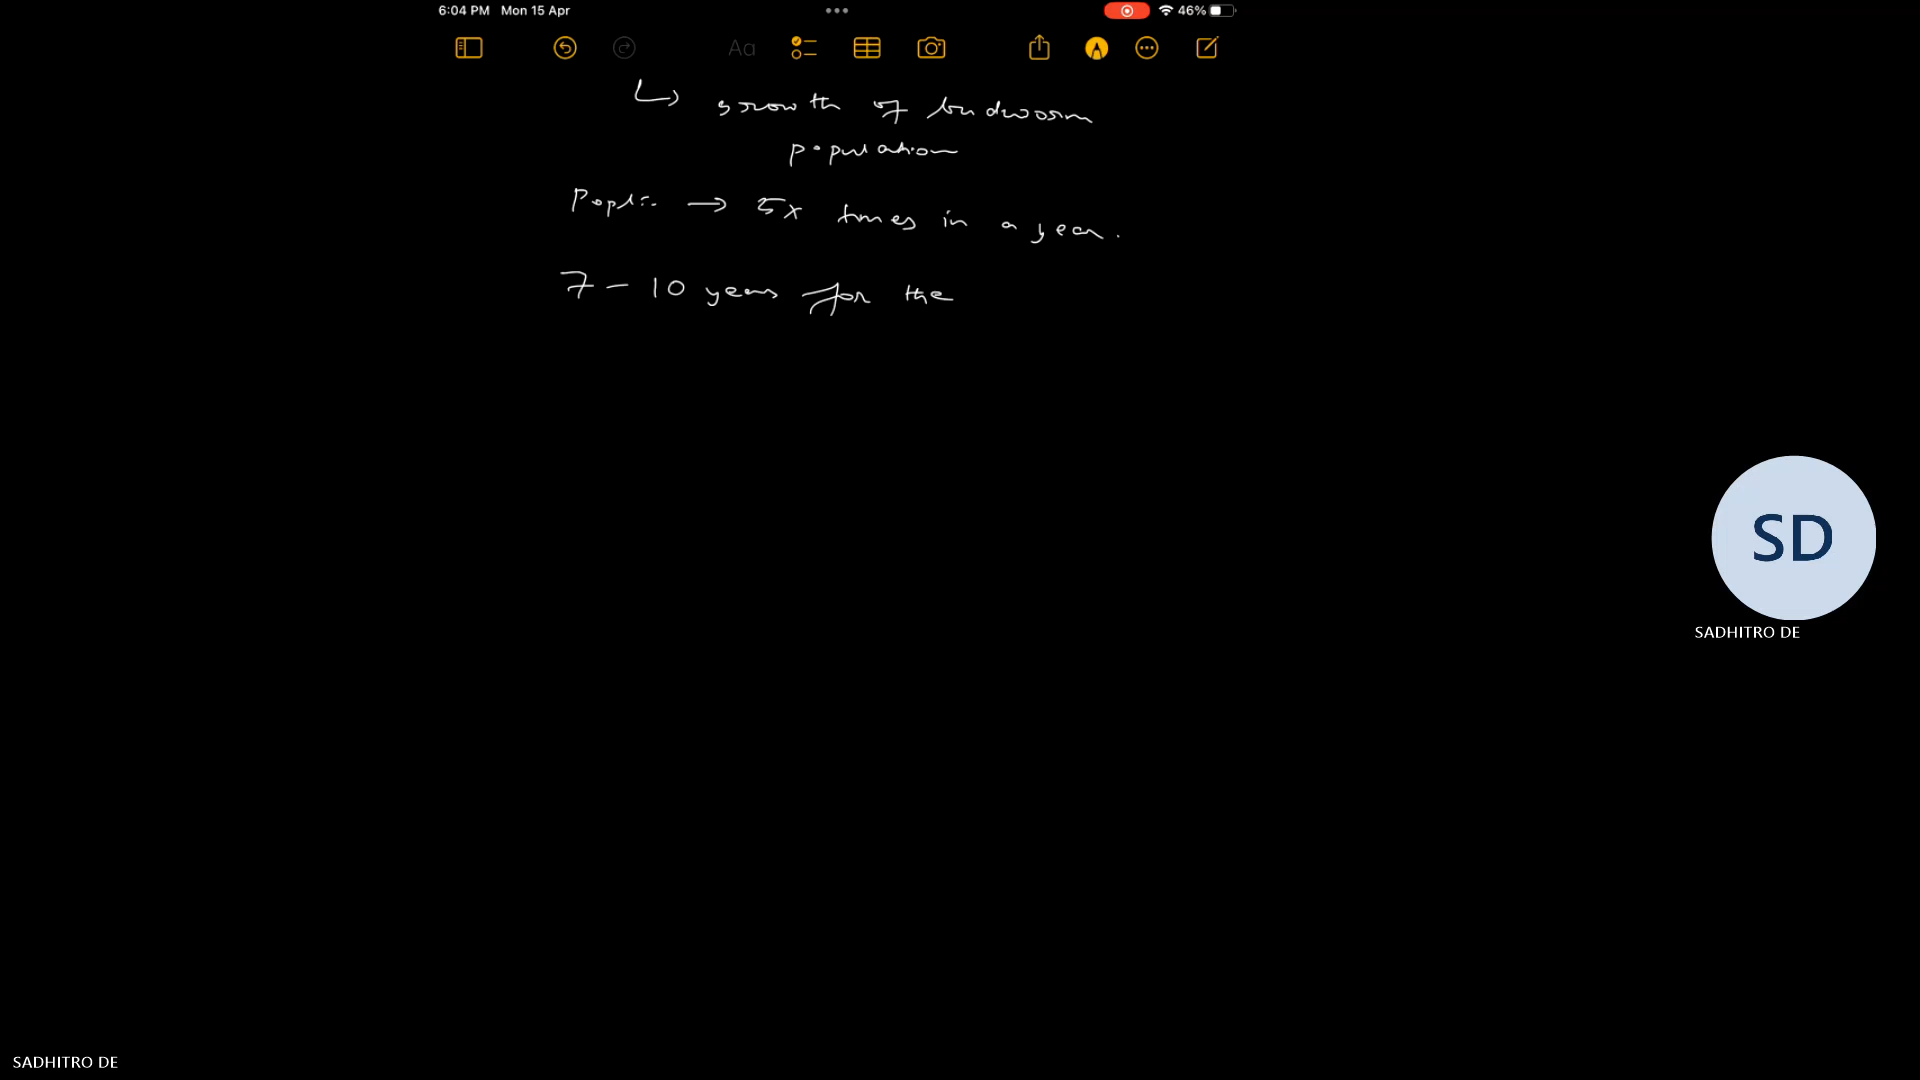 6:04 PM Mon 15 Apr
46%
Aa
↳ growth of budworm
population
Popl=. → 5x times in a year.
7 - 10 years for the
SD
SADHITRO DE
SADHITRO DE